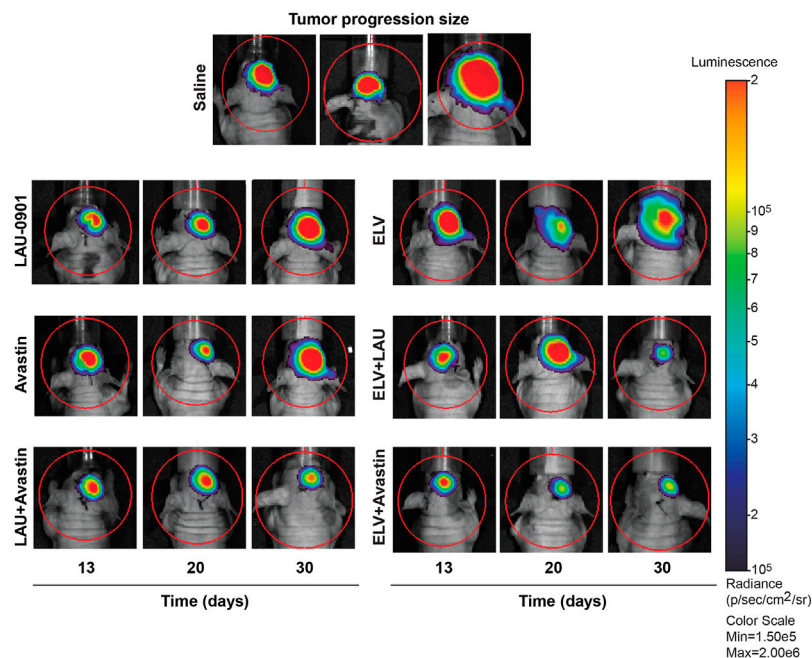 Tumor progression size
Saline
Luminescence
2
10⁵
9
8
7
6
5
4
3
2
10⁵
Radiance
(p/sec/cm²/sr)
Color Scale
Min=1.50e5
Max=2.00e6
LAU-0901
Avastin
LAU+Avastin
13 20 30
Time (days)
ELV
ELV+LAU
ELV+Avastin
13 20 30
Time (days)